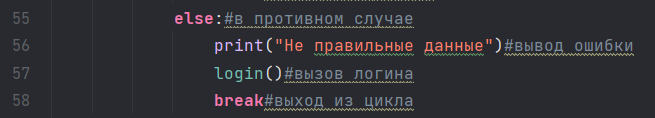 55 else:#в противном случае
56 print("Не правильные данные")#вывод ошибки
57 login()#вызов логина
58 break#выход из цикла